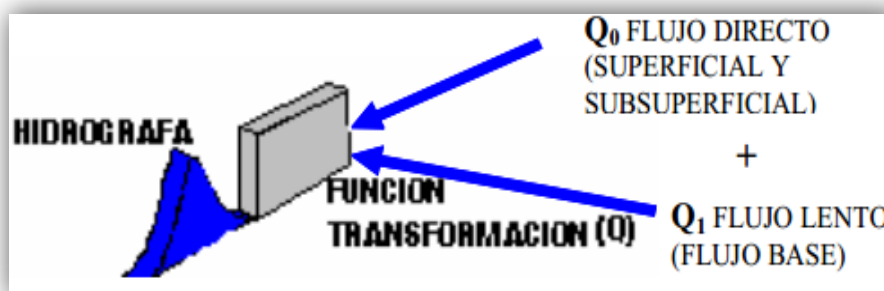 Q₀ FLUJO DIRECTO
(SUPERFICIAL Y
SUBSUPERFICIAL)
HIDROGRAFA
+
FUNCION
TRANSFORMACION (Q)
Q₁ FLUJO LENTO
(FLUJO BASE)